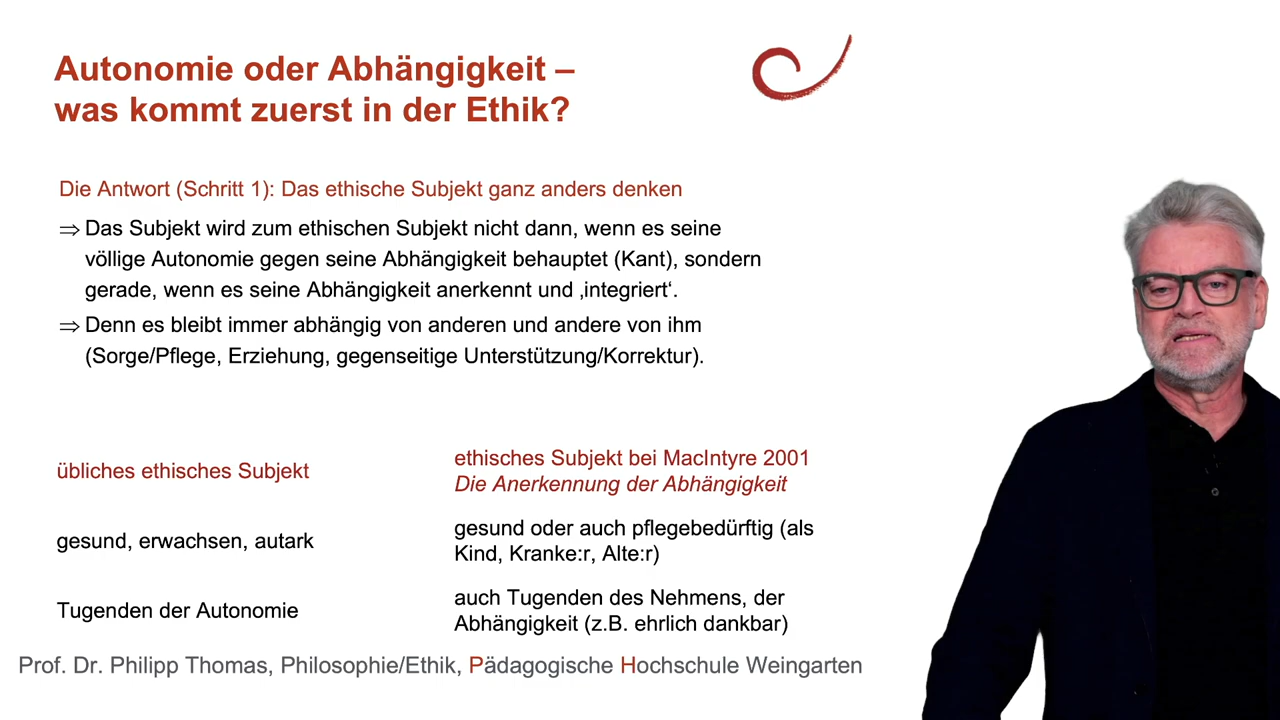 Autonomie oder Abhängigkeit –
was kommt zuerst in der Ethik?
Die Antwort (Schritt 1): Das ethische Subjekt ganz anders denken
⇒ Das Subjekt wird zum ethischen Subjekt nicht dann, wenn es seine
völlige Autonomie gegen seine Abhängigkeit behauptet (Kant), sondern
gerade, wenn es seine Abhängigkeit anerkennt und ‚integriert‘.
⇒ Denn es bleibt immer abhängig von anderen und andere von ihm
(Sorge/Pflege, Erziehung, gegenseitige Unterstützung/Korrektur).
übliches ethisches Subjekt
ethisches Subjekt bei MacIntyre 2001
Die Anerkennung der Abhängigkeit
gesund, erwachsen, autark
gesund oder auch pflegebedürftig (als
Kind, Kranke:r, Alte:r)
Tugenden der Autonomie
auch Tugenden des Nehmens, der
Abhängigkeit (z.B. ehrlich dankbar)
Prof. Dr. Philipp Thomas, Philosophie/Ethik, Pädagogische Hochschule Weingarten